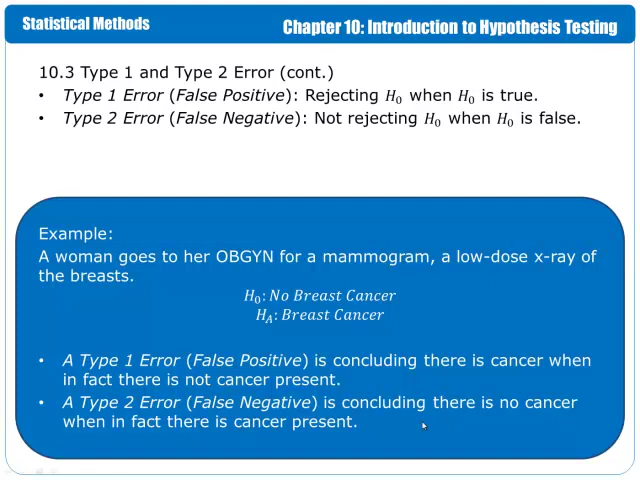 Statistical Methods
Chapter 10: Introduction to Hypothesis Testing
10.3 Type 1 and Type 2 Error (cont.)
• Type 1 Error (False Positive): Rejecting H₀ when H₀ is true.
• Type 2 Error (False Negative): Not rejecting H₀ when H₀ is false.
Example:
A woman goes to her OBGYN for a mammogram, a low-dose x-ray of
the breasts.
H₀: No Breast Cancer
H_A: Breast Cancer
• A Type 1 Error (False Positive) is concluding there is cancer when
in fact there is not cancer present.
• A Type 2 Error (False Negative) is concluding there is no cancer
when in fact there is cancer present.